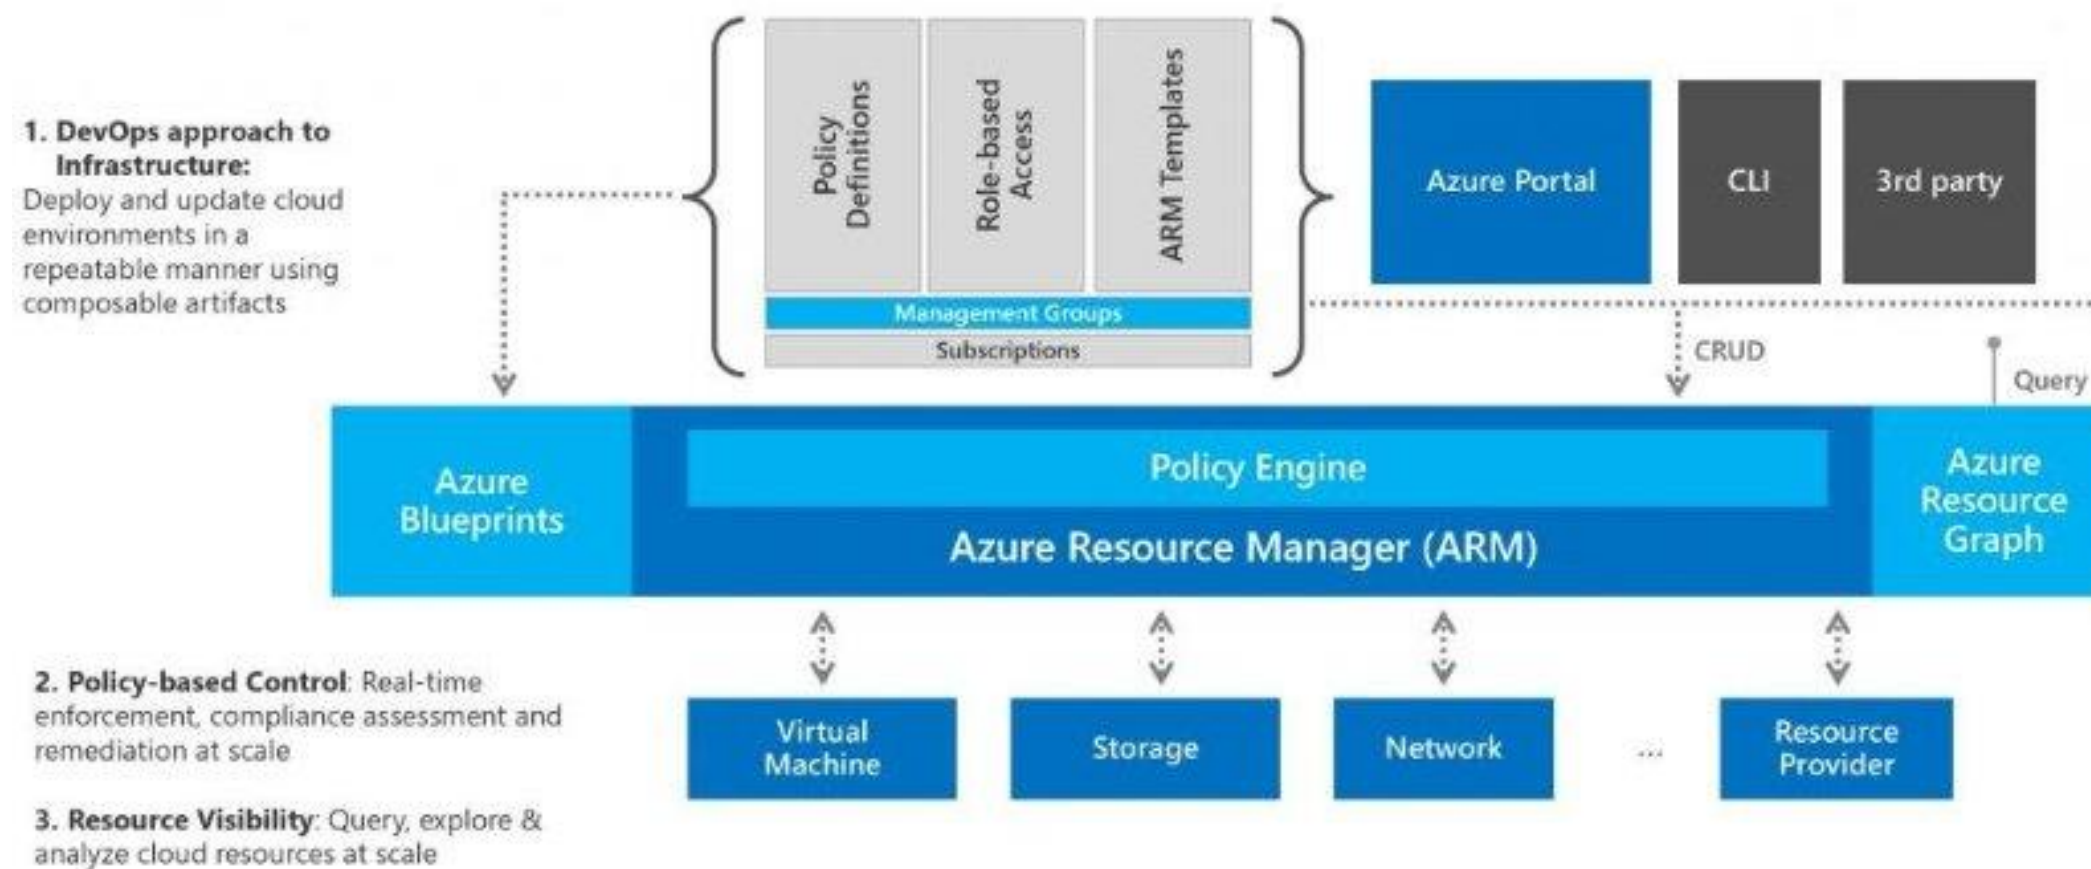 1. DevOps approach to
Infrastructure:
Deploy and update cloud
environments in a
repeatable manner using
composable artifacts
Policy
Definitions
Role-based
Access
ARM Templates
Management Groups
Subscriptions
Azure Portal
CLI
3rd party
CRUD
Query
Azure
Blueprints
Policy Engine
Azure Resource Manager (ARM)
Azure
Resource
Graph
2. Policy-based Control: Real-time
enforcement, compliance assessment and
remediation at scale
3. Resource Visibility: Query, explore &
analyze cloud resources at scale
Virtual
Machine
Storage
Network
...
Resource
Provider